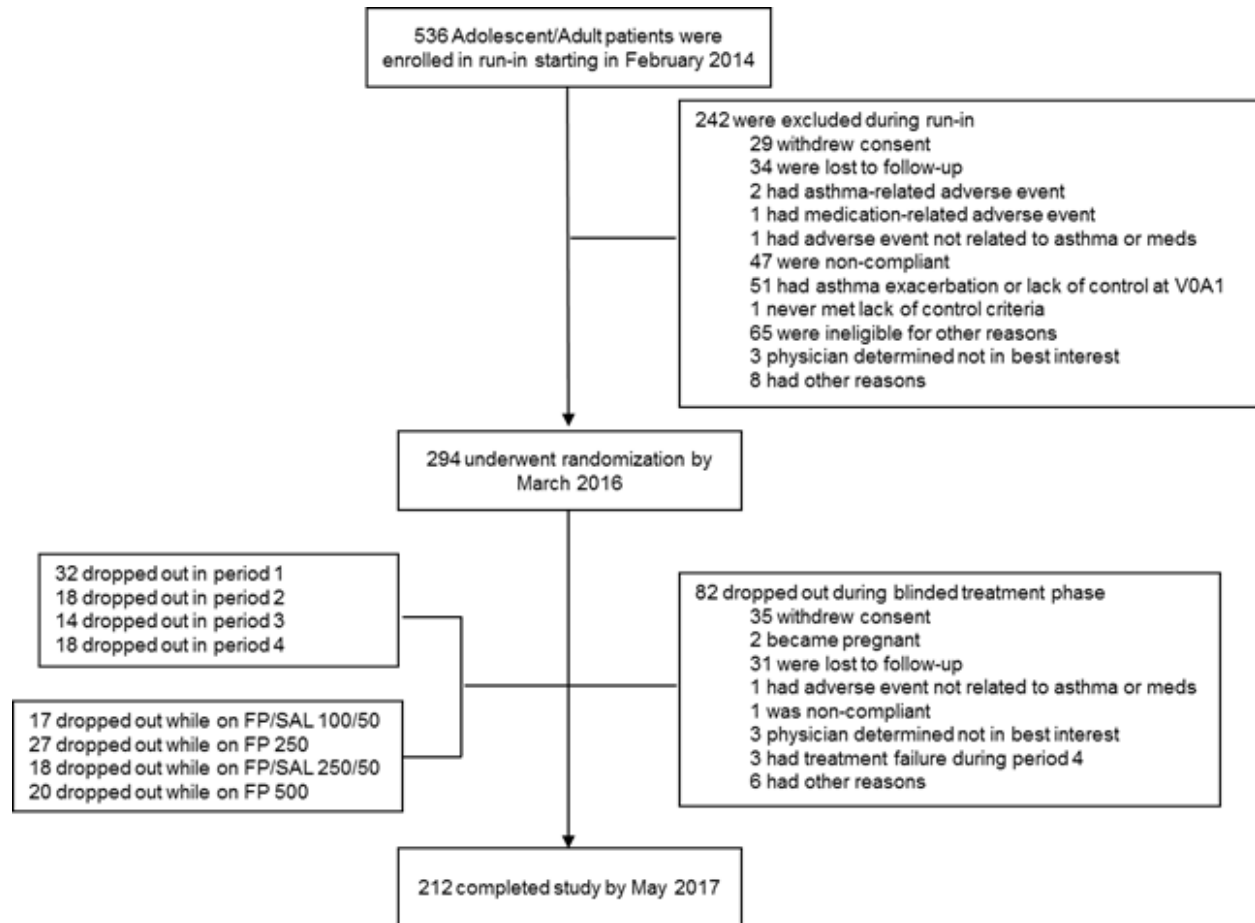 536 Adolescent/Adult patients were
enrolled in run-in starting in February 2014
242 were excluded during run-in
29 withdrew consent
34 were lost to follow-up
2 had asthma-related adverse event
1 had medication-related adverse event
1 had adverse event not related to asthma or meds
47 were non-compliant
51 had asthma exacerbation or lack of control at V0A1
1 never met lack of control criteria
65 were ineligible for other reasons
3 physician determined not in best interest
8 had other reasons
294 underwent randomization by
March 2016
32 dropped out in period 1
18 dropped out in period 2
14 dropped out in period 3
18 dropped out in period 4
17 dropped out while on FP/SAL 100/50
27 dropped out while on FP 250
18 dropped out while on FP/SAL 250/50
20 dropped out while on FP 500
82 dropped out during blinded treatment phase
35 withdrew consent
2 became pregnant
31 were lost to follow-up
1 had adverse event not related to asthma or meds
1 was non-compliant
3 physician determined not in best interest
3 had treatment failure during period 4
6 had other reasons
212 completed study by May 2017